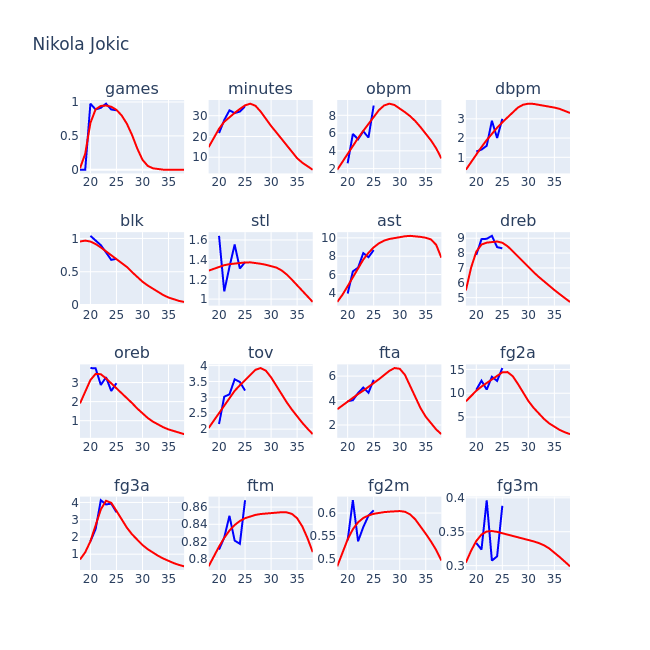 Nikola Jokic
games minutes obpm dbpm
1 0.5 0 30 20 10 8 6 4 2 3 2 1
20 25 30 35 20 25 30 35 20 25 30 35 20 25 30 35
blk stl ast dreb
1 0.5 0 1.6 1.4 1.2 1 10 8 6 4 9 8 7 6 5
20 25 30 35 20 25 30 35 20 25 30 35 20 25 30 35
oreb tov fta fg2a
3 2 1 4 3.5 3 2.5 2 6 4 2 15 10 5
20 25 30 35 20 25 30 35 20 25 30 35 20 25 30 35
fg3a ftm fg2m fg3m
4 3 2 1 0.86 0.84 0.82 0.8 0.6 0.55 0.5 0.4 0.35 0.3
20 25 30 35 20 25 30 35 20 25 30 35 20 25 30 35